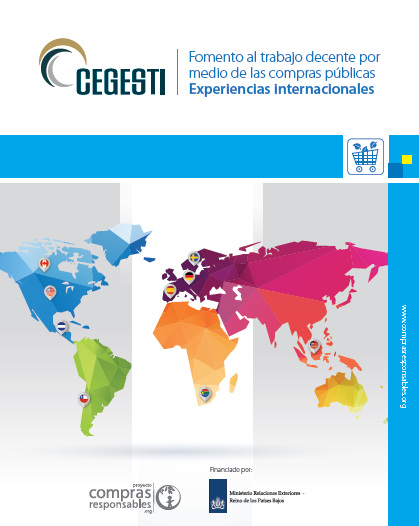 CEGESTI
Fomento al trabajo decente por
medio de las compras públicas
Experiencias internacionales
www.comprasresponsables.org
Financiado por:
proyecto
compras
responsables
.org
Ministerio Relaciones Exteriores -
Reino de los Países Bajos